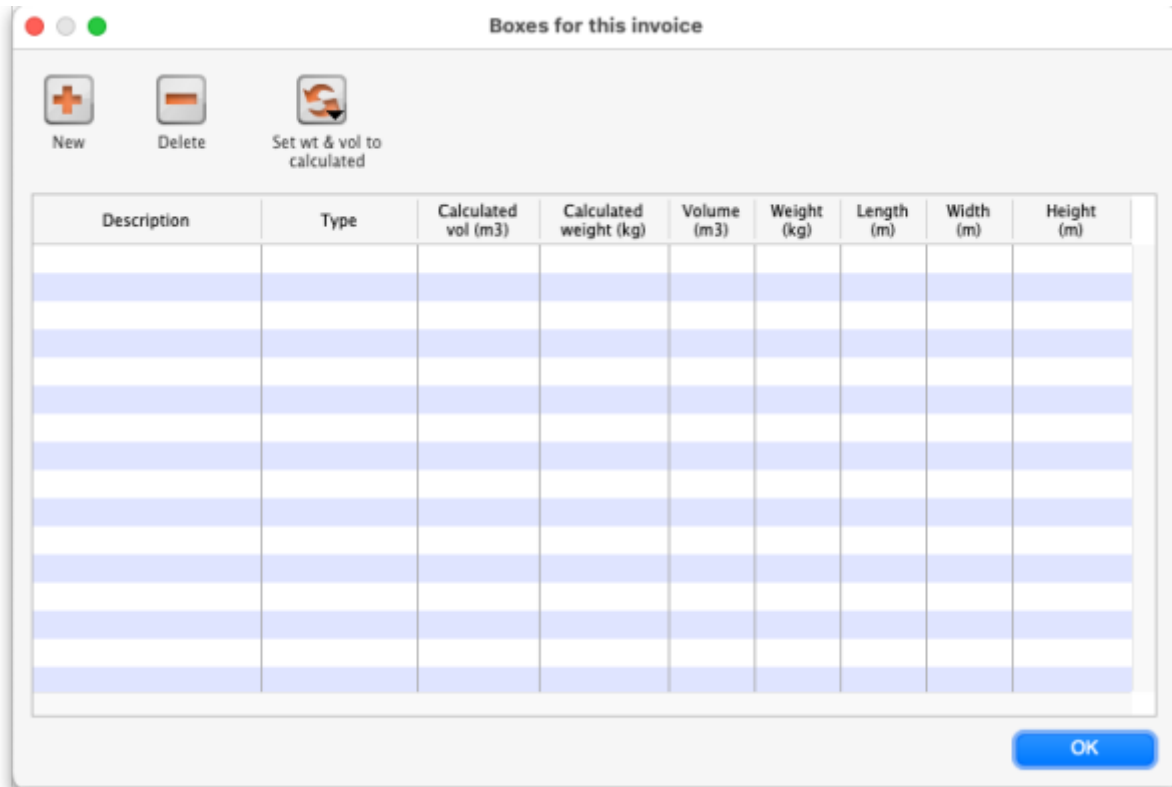 Boxes for this invoice
New
Delete
Set wt & vol to
calculated
Description
Type
Calculated
vol (m3)
Calculated
weight (kg)
Volume
(m3)
Weight
(kg)
Length
(m)
Width
(m)
Height
(m)
OK